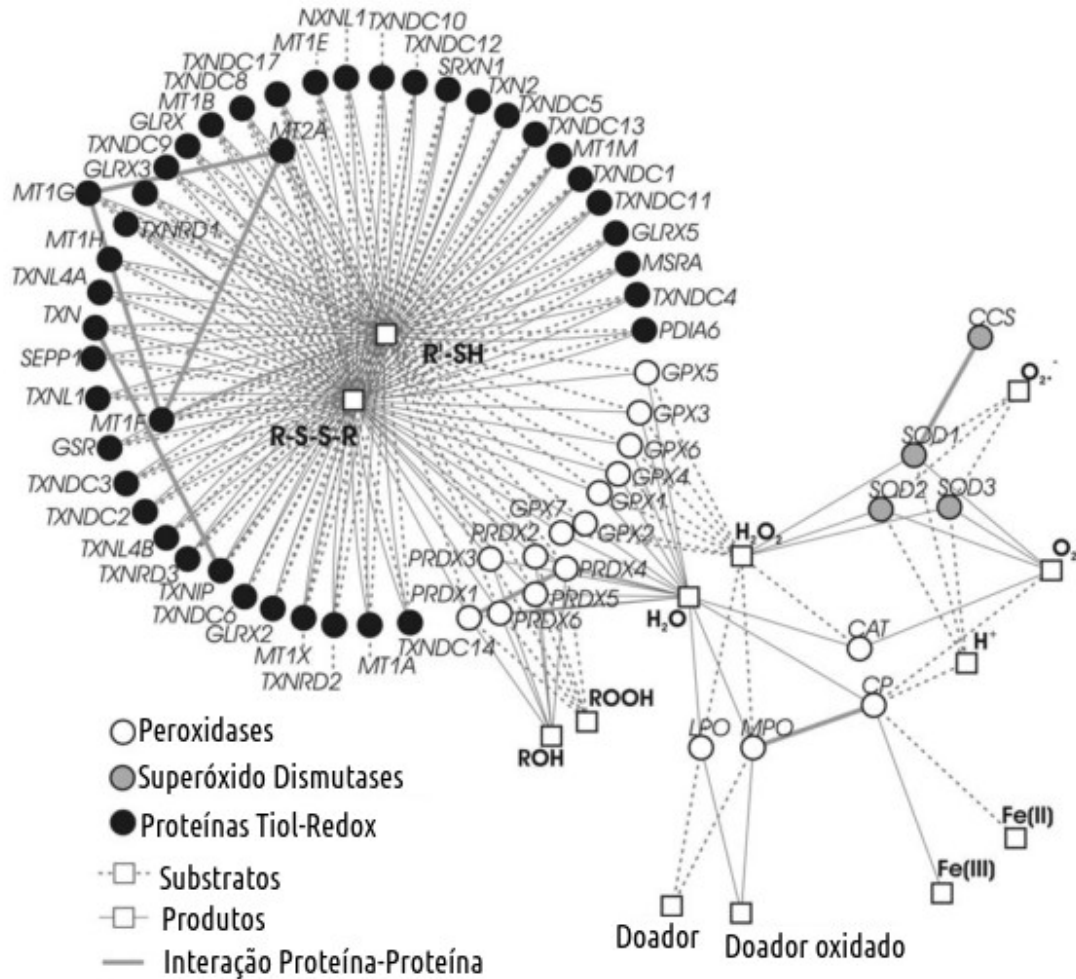 NXNL1
TXNDC10
MT1E
TXNDC12
TXNDC17
SRXN1
TXNDC8
TXN2
MT1B
TXNDC5
GLRX
MT2A
TXNDC13
TXNDC9
MT1M
GLRX3
TXNDC1
MT1G
TXNDC11
TXNRD1
GLRX5
MT1H
MSRA
TXNL4A
TXNDC4
TXN
PDIA6
SEPP1
R'-SH
GPX5
TXNL1
GPX3
MT1F
R-S-S-R
GPX6
GSR
GPX4
TXNDC3
GPX1
TXNDC2
GPX7
GPX2
TXNL4B
PRDX2
TXNRD3
PRDX3
PRDX4
TXNIP
PRDX1
PRDX5
TXNDC6
PRDX6
GLRX2
MT1X
TXNRD2
MT1A
TXNDC14
CCS
O₂•⁻
SOD1
SOD2
SOD3
H₂O₂
O₂
H₂O
CAT
H⁺
CP
ROOH
ROH
LPO
MPO
Fe(II)
Fe(III)
Doador
Doador oxidado
Peroxidases
Superóxido Dismutases
Proteínas Tiol-Redox
Substratos
Produtos
Interação Proteína-Proteína